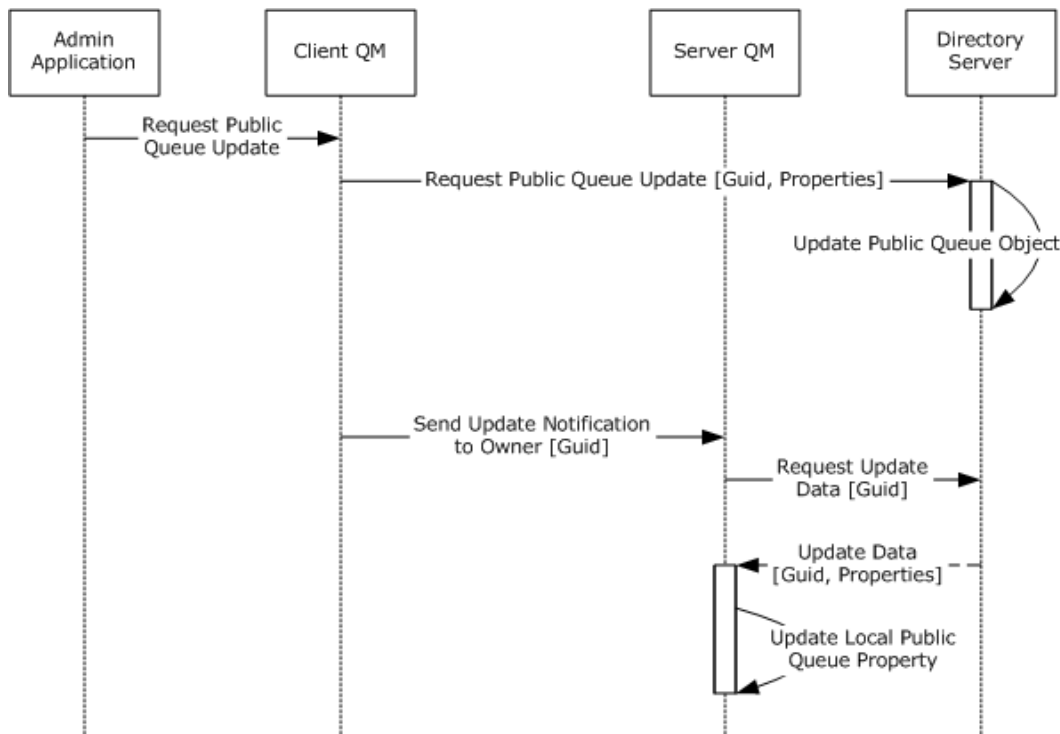 Admin
Application
Client QM
Server QM
Directory
Server
Request Public
Queue Update
Request Public Queue Update [Guid, Properties]
Update Public Queue Object
Send Update Notification
to Owner [Guid]
Request Update
Data [Guid]
Update Data
[Guid, Properties]
Update Local Public
Queue Property